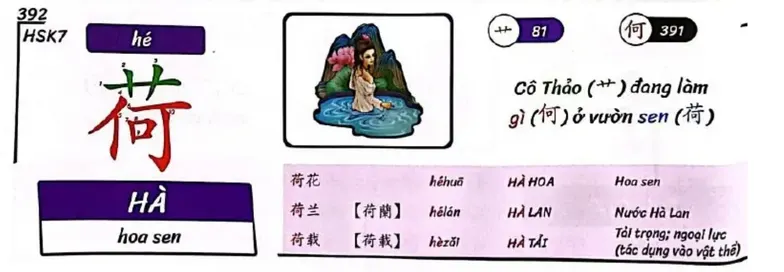 392
HSK7
hé
荷
HÀ
hoa sen
艹 81
何 391
Cô Thảo (艹) đang làm
gì (何) ở vườn sen (荷)
荷花 héhuā HÀ HOA Hoa sen
荷兰 【荷蘭】 hélán HÀ LAN Nước Hà Lan
荷载 【荷載】 hèzǎi HÀ TẢI Tải trọng; ngoại lực
(tác dụng vào vật thể)